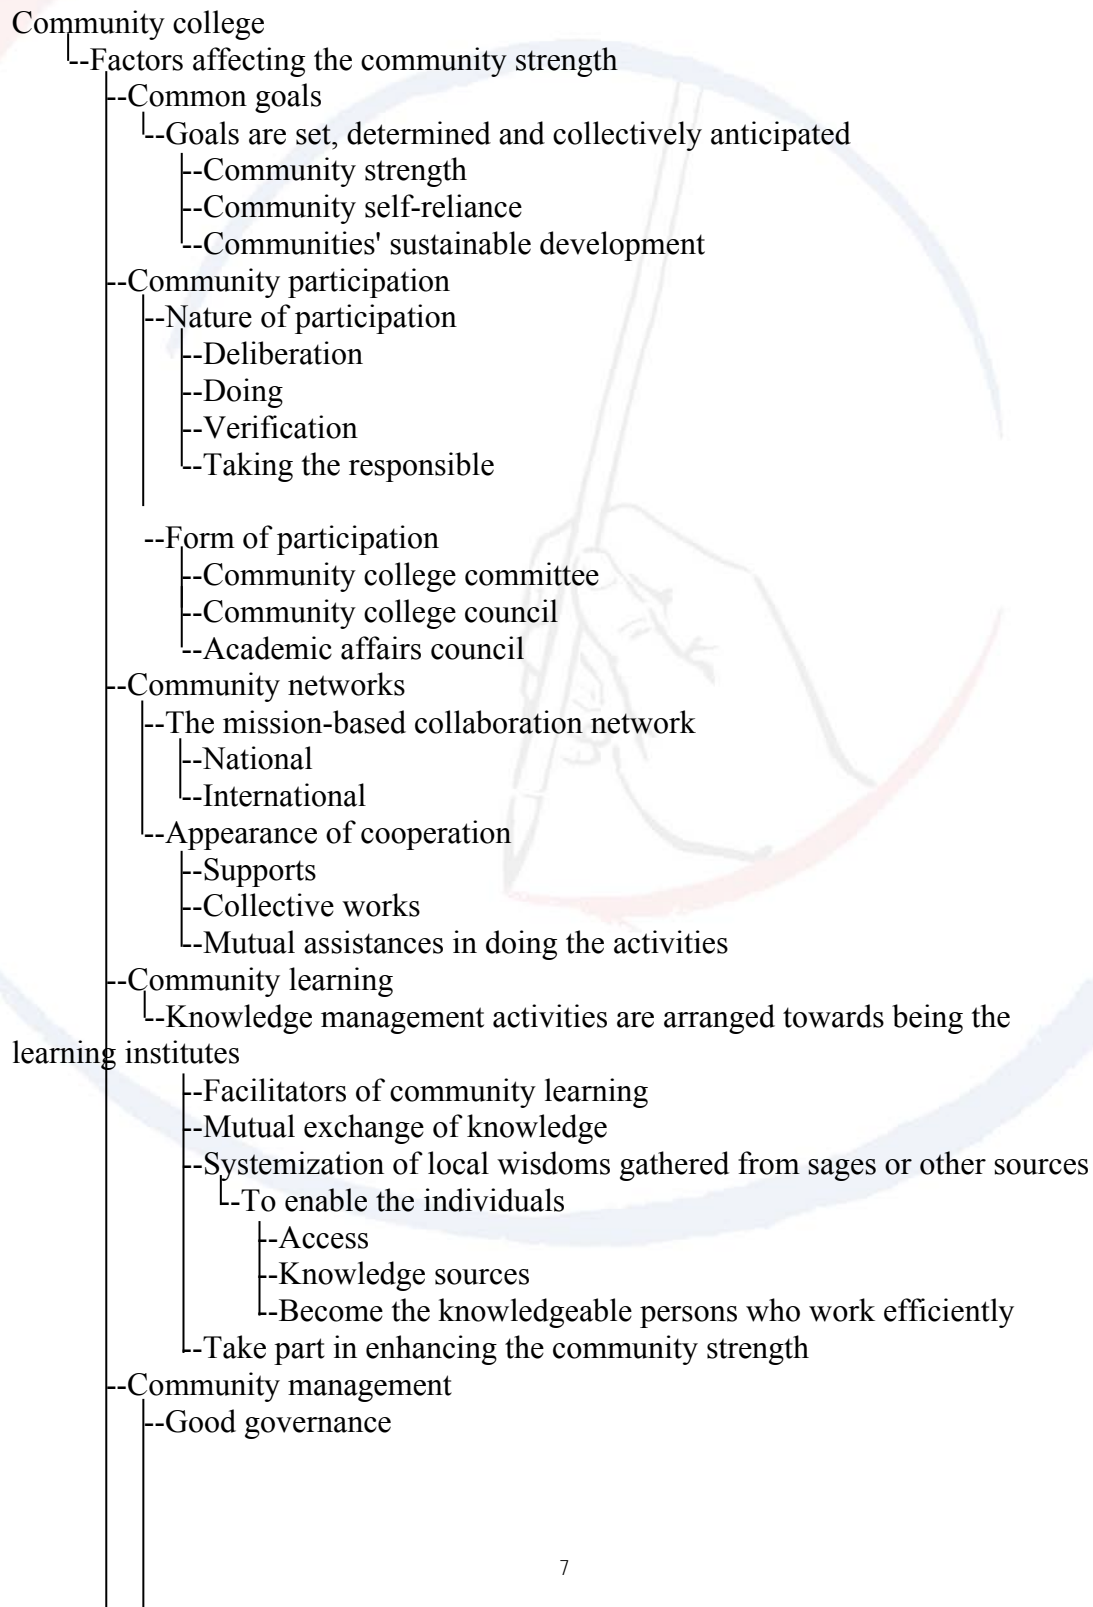 Community college
--Factors affecting the community strength
--Common goals
--Goals are set, determined and collectively anticipated
--Community strength
--Community self-reliance
--Communities' sustainable development
--Community participation
--Nature of participation
--Deliberation
--Doing
--Verification
--Taking the responsible
--Form of participation
--Community college committee
--Community college council
--Academic affairs council
--Community networks
--The mission-based collaboration network
--National
--International
--Appearance of cooperation
--Supports
--Collective works
--Mutual assistances in doing the activities
--Community learning
--Knowledge management activities are arranged towards being the
learning institutes
--Facilitators of community learning
--Mutual exchange of knowledge
--Systemization of local wisdoms gathered from sages or other sources
--To enable the individuals
--Access
--Knowledge sources
--Become the knowledgeable persons who work efficiently
--Take part in enhancing the community strength
--Community management
--Good governance
7